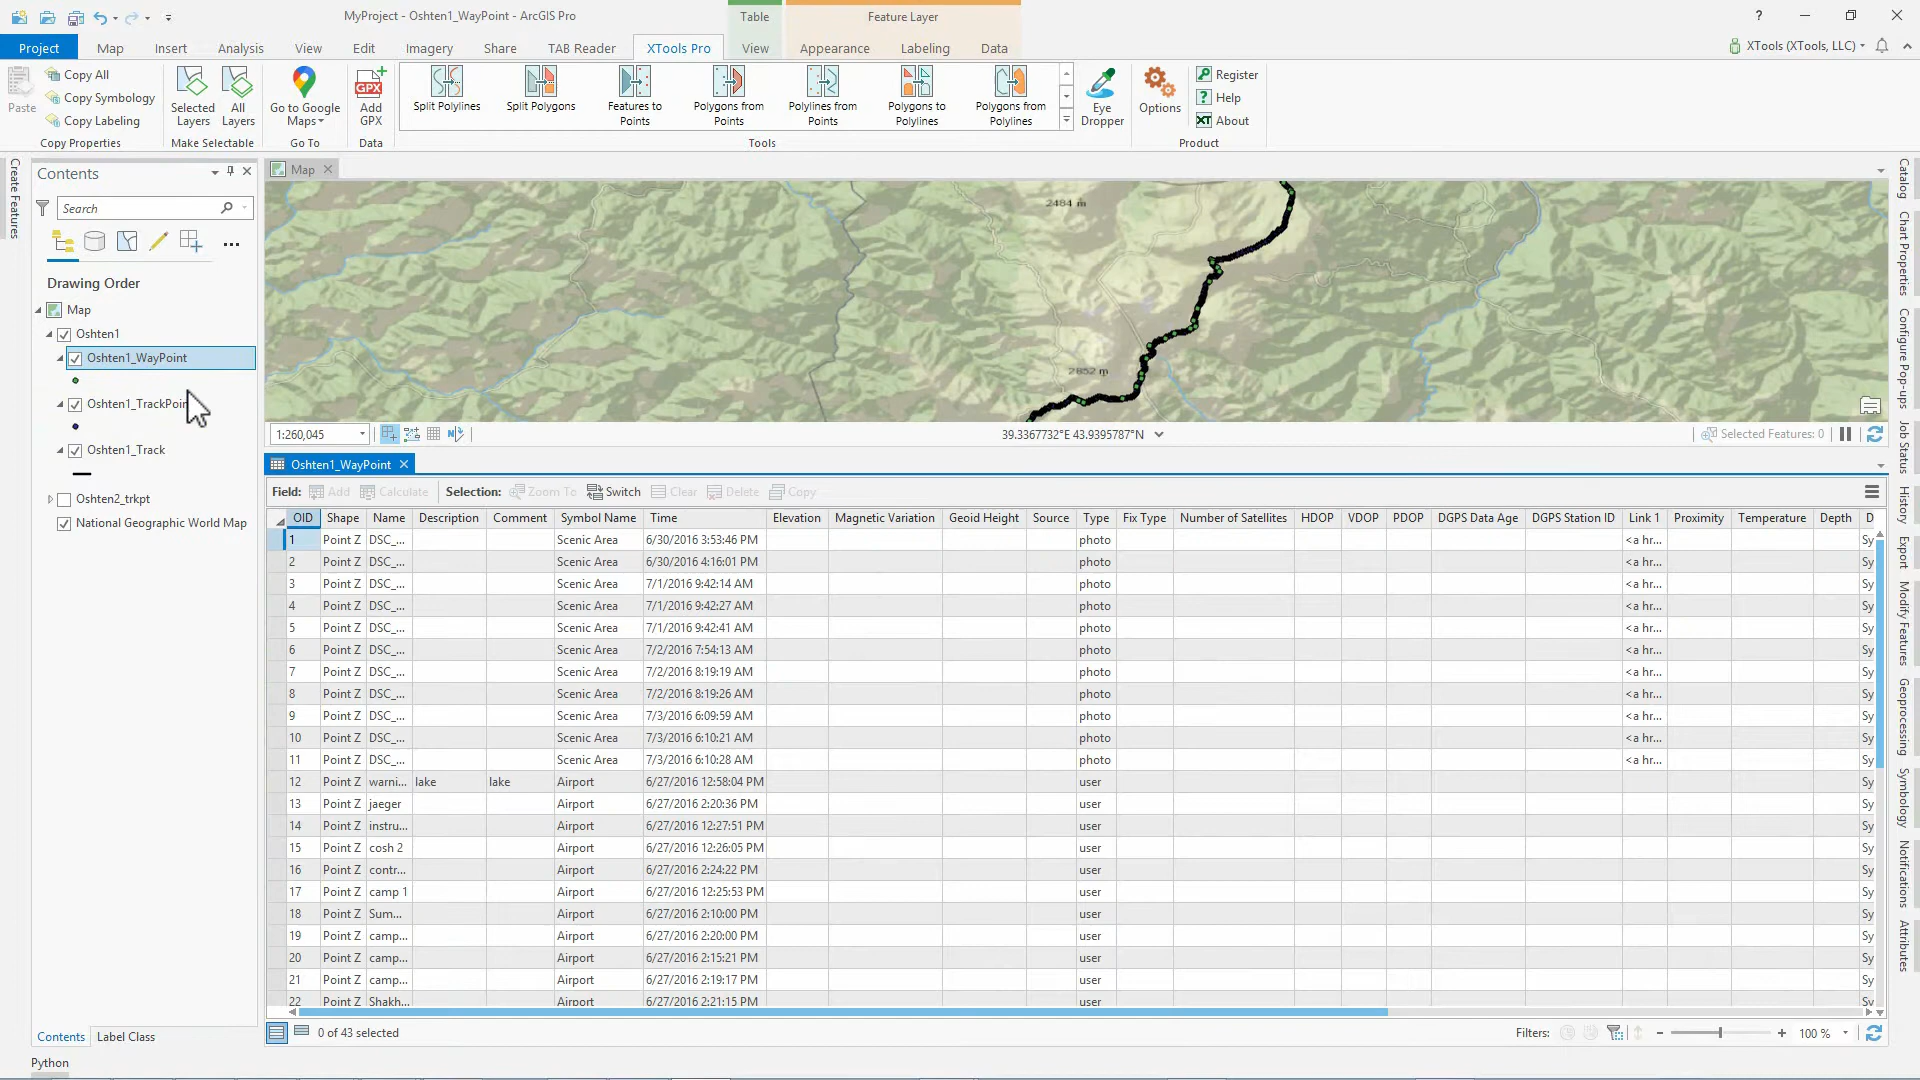 MyProject - Oshten1_WayPoint - ArcGIS Pro
Table
Feature Layer
Project
Map
Insert
Analysis
View
Edit
Imagery
Share
TAB Reader
XTools Pro
View
Appearance
Labeling
Data
XTools (XTools, LLC)
Paste
Copy All
Copy Symbology
Copy Labeling
Copy Properties
Selected Layers
All Layers
Make Selectable
Go to Google Maps
Go To
Add GPX
Data
Split Polylines
Split Polygons
Features to Points
Polygons from Points
Polylines from Points
Polygons to Polylines
Polygons from Polylines
Tools
Eye Dropper
Options
Register
Help
About
Product
Create Features
Contents
Search
Drawing Order
Map
Oshten1
Oshten1_WayPoint
Oshten1_TrackPoin
Oshten1_Track
Oshten2_trkpt
National Geographic World Map
Contents
Label Class
Python
Map
2484 m
2852 m
1:260,045
39.3367732°E 43.9395787°N
Selected Features: 0
Oshten1_WayPoint
Field: Add Calculate Selection: Zoom To Switch Clear Delete Copy
OID Shape Name Description Comment Symbol Name Time Elevation Magnetic Variation Geoid Height Source Type Fix Type Number of Satellites HDOP VDOP PDOP DGPS Data Age DGPS Station ID Link 1 Proximity Temperature Depth D
1 Point Z DSC_... Scenic Area 6/30/2016 3:53:46 PM photo <a hr... Sy
2 Point Z DSC_... Scenic Area 6/30/2016 4:16:01 PM photo <a hr... Sy
3 Point Z DSC_... Scenic Area 7/1/2016 9:42:14 AM photo <a hr... Sy
4 Point Z DSC_... Scenic Area 7/1/2016 9:42:27 AM photo <a hr... Sy
5 Point Z DSC_... Scenic Area 7/1/2016 9:42:41 AM photo <a hr... Sy
6 Point Z DSC_... Scenic Area 7/2/2016 7:54:13 AM photo <a hr... Sy
7 Point Z DSC_... Scenic Area 7/2/2016 8:19:19 AM photo <a hr... Sy
8 Point Z DSC_... Scenic Area 7/2/2016 8:19:26 AM photo <a hr... Sy
9 Point Z DSC_... Scenic Area 7/3/2016 6:09:59 AM photo <a hr... Sy
10 Point Z DSC_... Scenic Area 7/3/2016 6:10:21 AM photo <a hr... Sy
11 Point Z DSC_... Scenic Area 7/3/2016 6:10:28 AM photo <a hr... Sy
12 Point Z warni... lake lake Airport 6/27/2016 12:58:04 PM user Sy
13 Point Z jaeger Airport 6/27/2016 2:20:36 PM user Sy
14 Point Z instru... Airport 6/27/2016 12:27:51 PM user Sy
15 Point Z cosh 2 Airport 6/27/2016 12:26:05 PM user Sy
16 Point Z contr... Airport 6/27/2016 2:24:22 PM user Sy
17 Point Z camp 1 Airport 6/27/2016 12:25:53 PM user Sy
18 Point Z Sum... Airport 6/27/2016 2:10:00 PM user Sy
19 Point Z camp... Airport 6/27/2016 2:20:00 PM user Sy
20 Point Z camp... Airport 6/27/2016 2:15:21 PM user Sy
21 Point Z camp... Airport 6/27/2016 2:19:17 PM user Sy
22 Point Z Shakh... Airport 6/27/2016 2:21:15 PM user Sy
0 of 43 selected
Filters:
100 %
Catalog
Chart Properties
Configure Pop-ups
Job Status
History
Export
Modify Features
Geoprocessing
Symbology
Notifications
Attributes